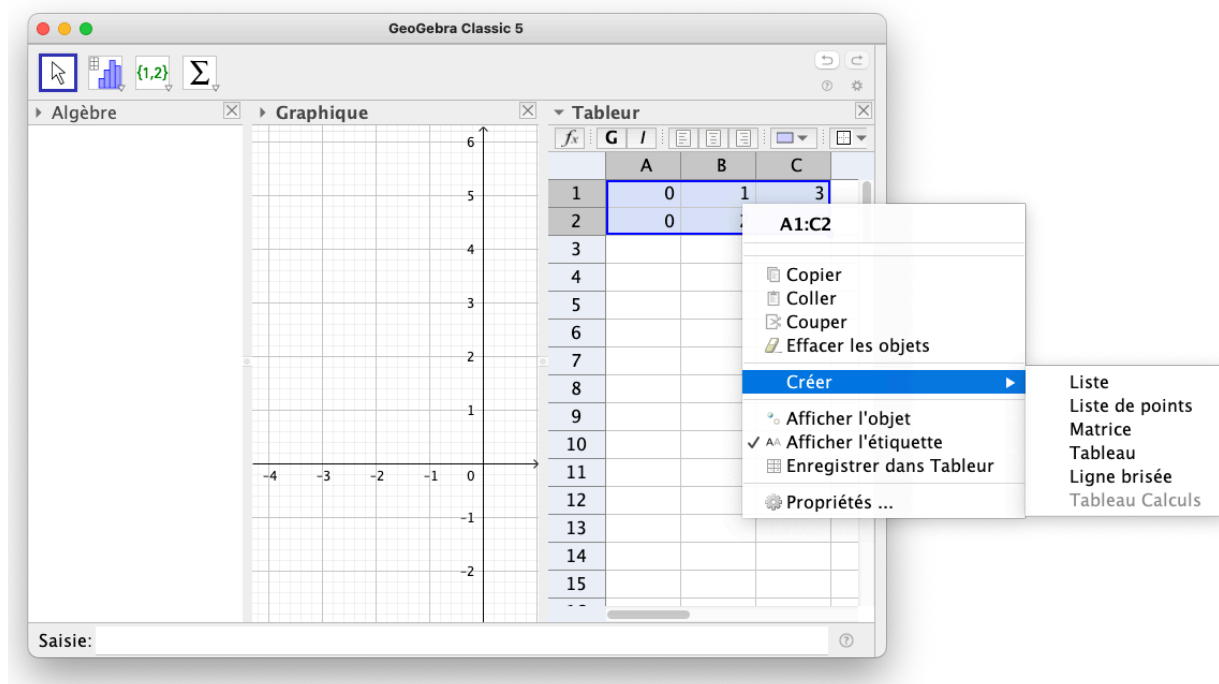 GeoGebra Classic 5
{1,2} Σ
Algèbre
Graphique
Tableur
fx G I
6
5
4
3
2
1
-4 -3 -2 -1 0
-1
-2
A B C
1 0 1 3
2 0
3
4
5
6
7
8
9
10
11
12
13
14
15
A1:C2
Copier
Coller
Couper
Effacer les objets
Créer
Afficher l'objet
AA Afficher l'étiquette
Enregistrer dans Tableur
Propriétés ...
Liste
Liste de points
Matrice
Tableau
Ligne brisée
Tableau Calculs
Saisie: